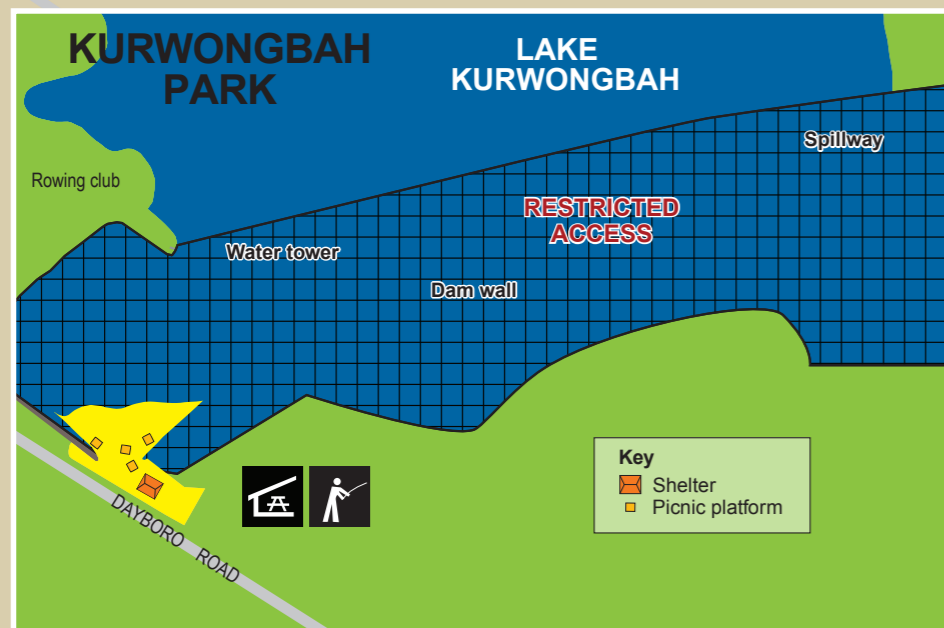 KURWONGBAH
PARK
LAKE
KURWONGBAH
Spillway
Rowing club
RESTRICTED
ACCESS
Water tower
Dam wall
Key
Shelter
Picnic platform
DAYBORO ROAD